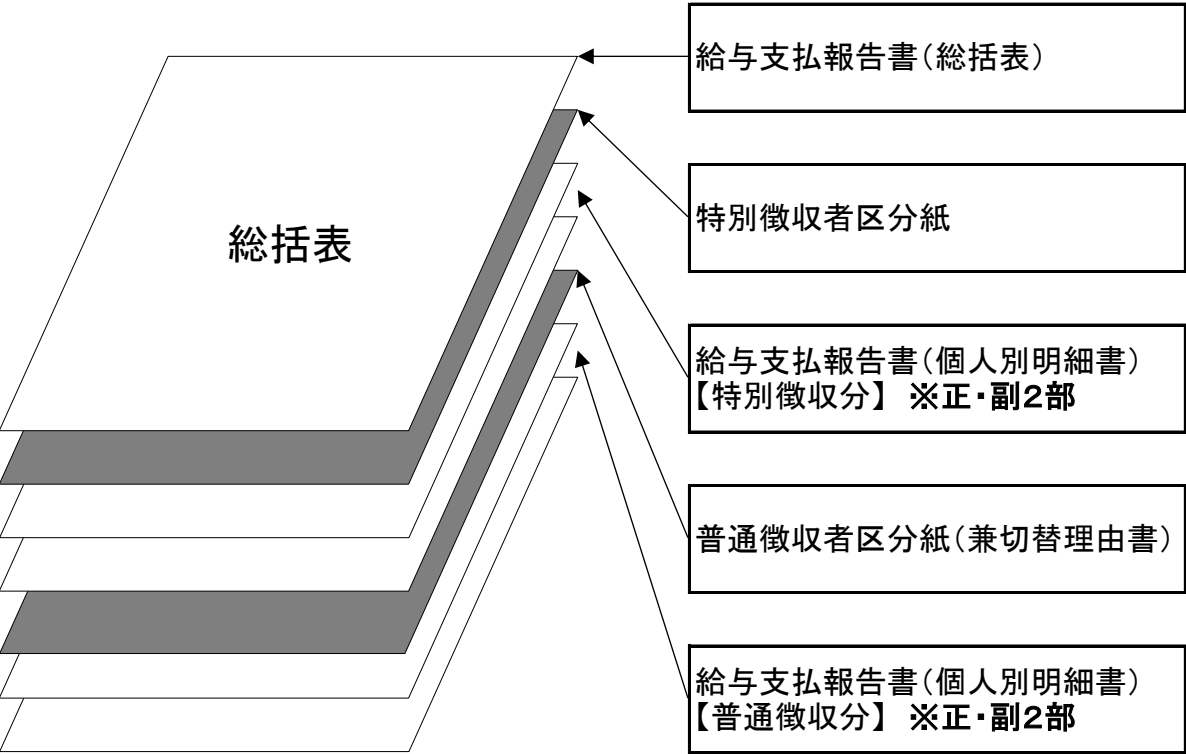 総括表
給与支払報告書(総括表)
特別徴収者区分紙
給与支払報告書(個人別明細書)
【特別徴収分】 ※正・副2部
普通徴収者区分紙(兼切替理由書)
給与支払報告書(個人別明細書)
【普通徴収分】 ※正・副2部